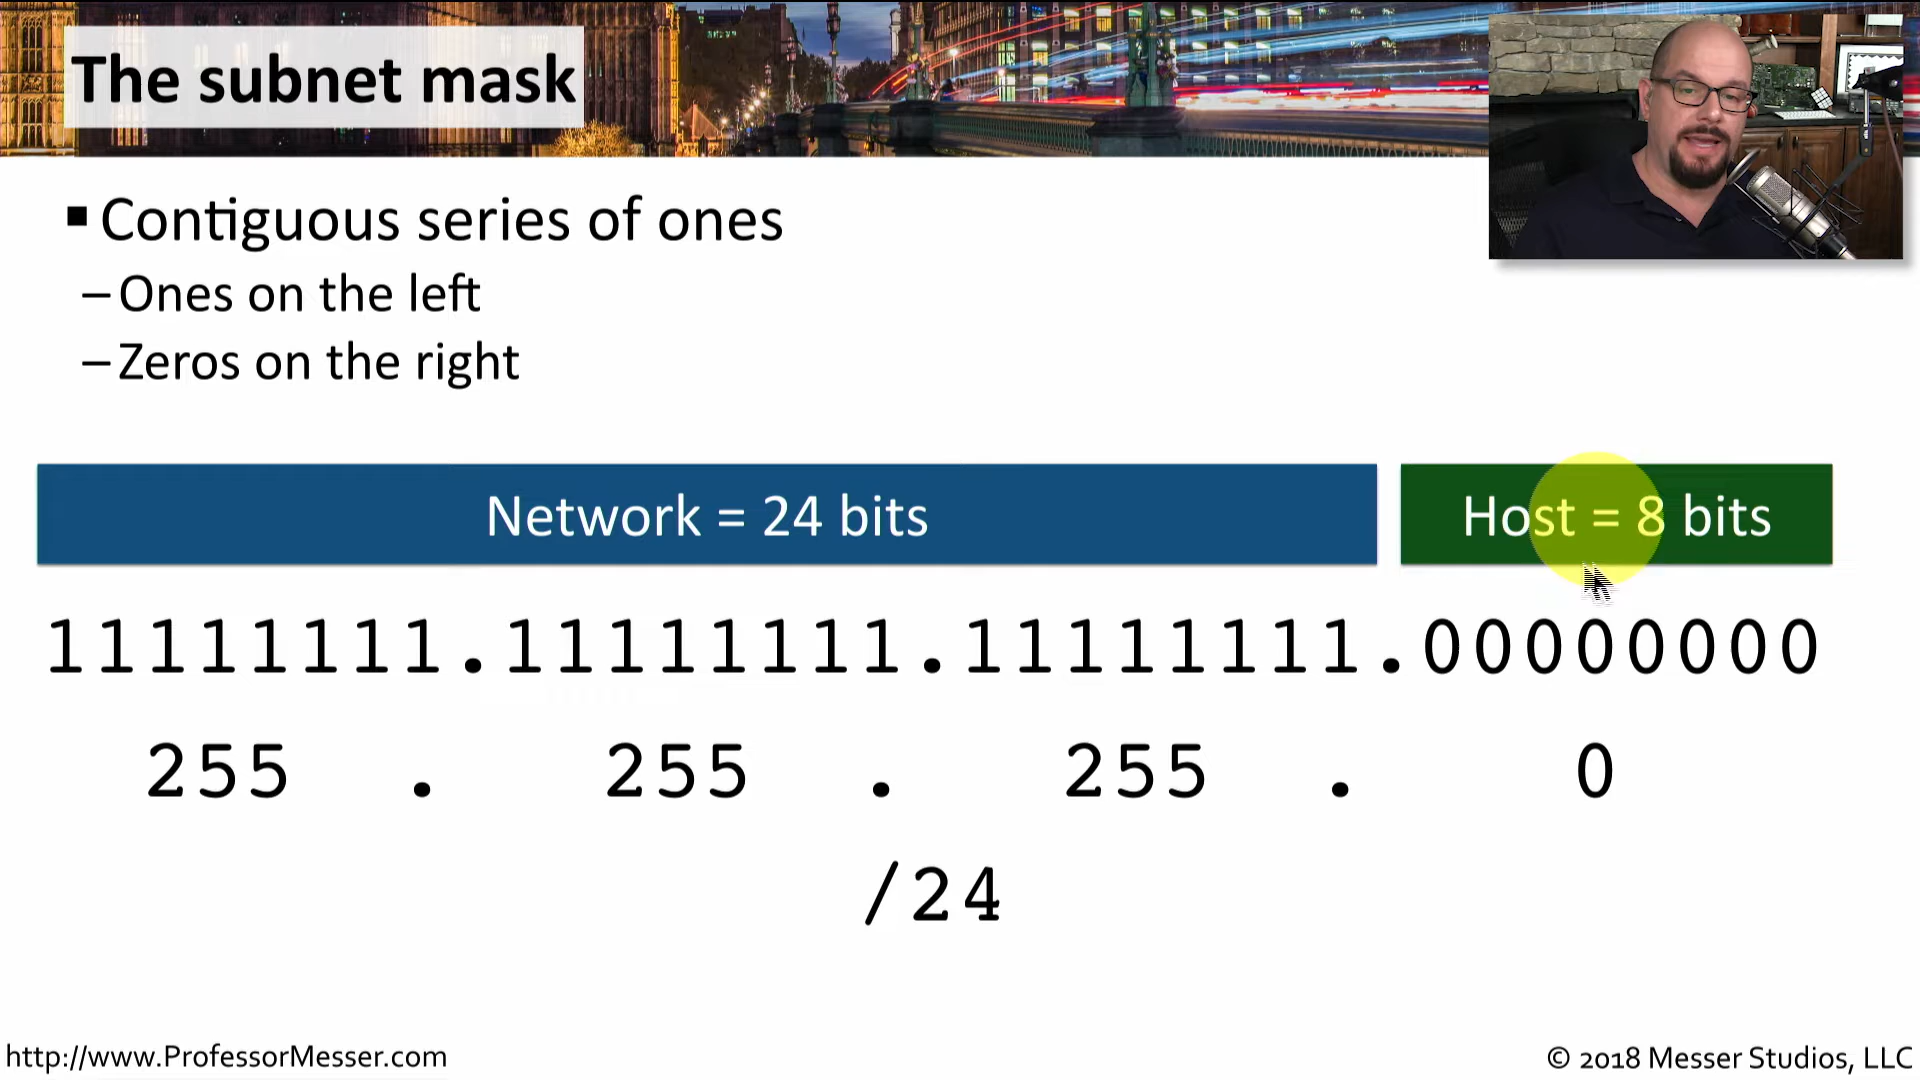 The subnet mask
▪ Contiguous series of ones
– Ones on the left
– Zeros on the right
Network = 24 bits
Host = 8 bits
11111111.11111111.11111111.00000000
255 . 255 . 255 . 0
/24
http://www.ProfessorMesser.com
© 2018 Messer Studios, LLC